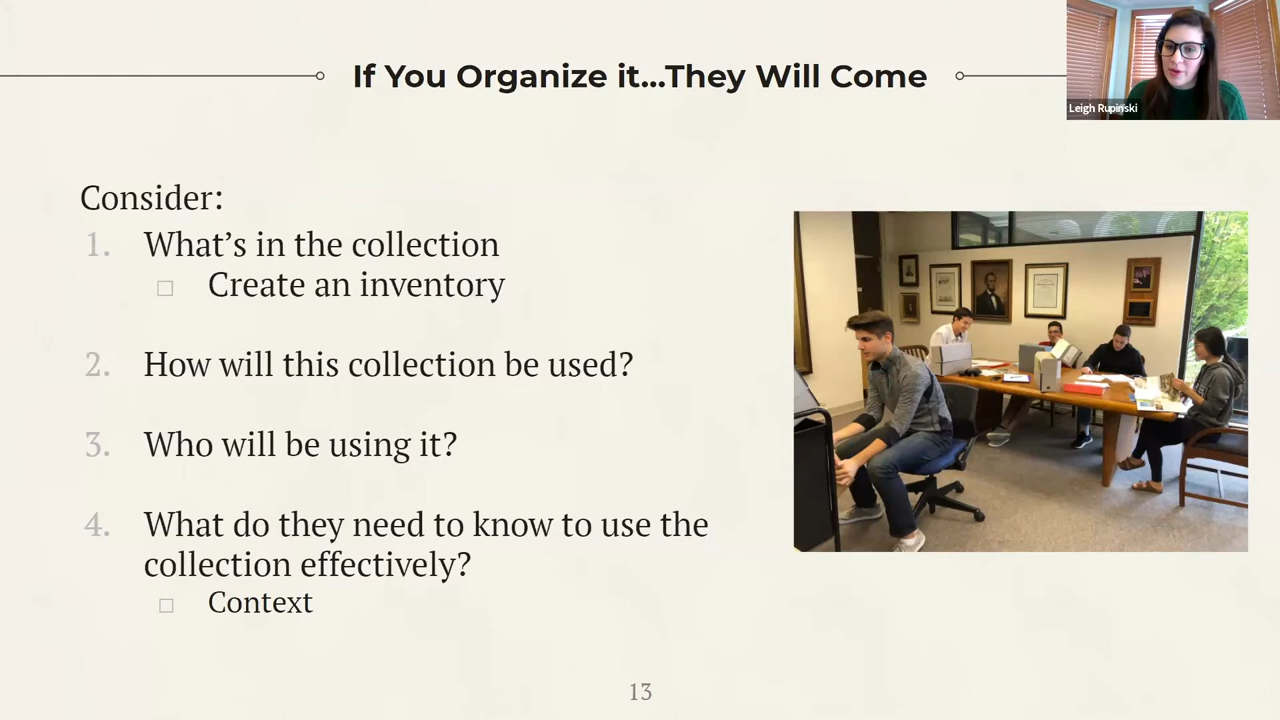 If You Organize it...They Will Come
Leigh Rupinski
Consider:
1. What's in the collection
□ Create an inventory
2. How will this collection be used?
3. Who will be using it?
4. What do they need to know to use the
collection effectively?
□ Context
13